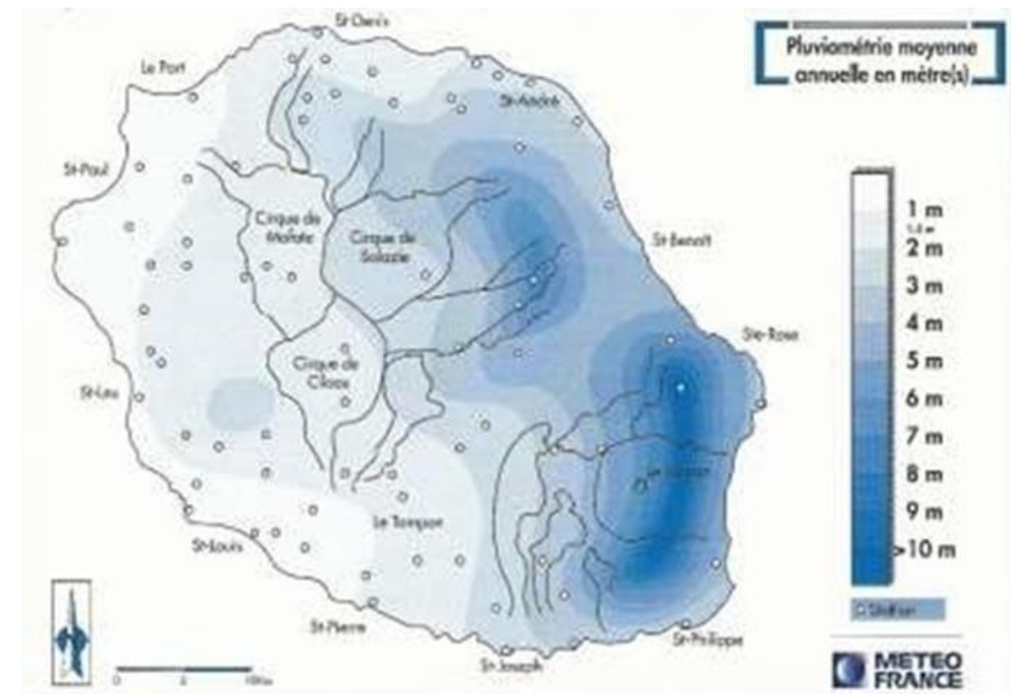 St-Denis
Pluviométrie moyenne
annuelle en mètre(s)
Le Port
St-André
St-Paul
Cirque de
Mafate
Cirque de
Salazie
St-Benoît
1 m
2 m
3 m
4 m
5 m
6 m
7 m
8 m
9 m
>10 m
Ste-Rose
Cirque de
Cilaos
St-Leu
Le Tampon
St-Louis
St-Pierre
St-Joseph
St-Philippe
Station
0
METEO
FRANCE